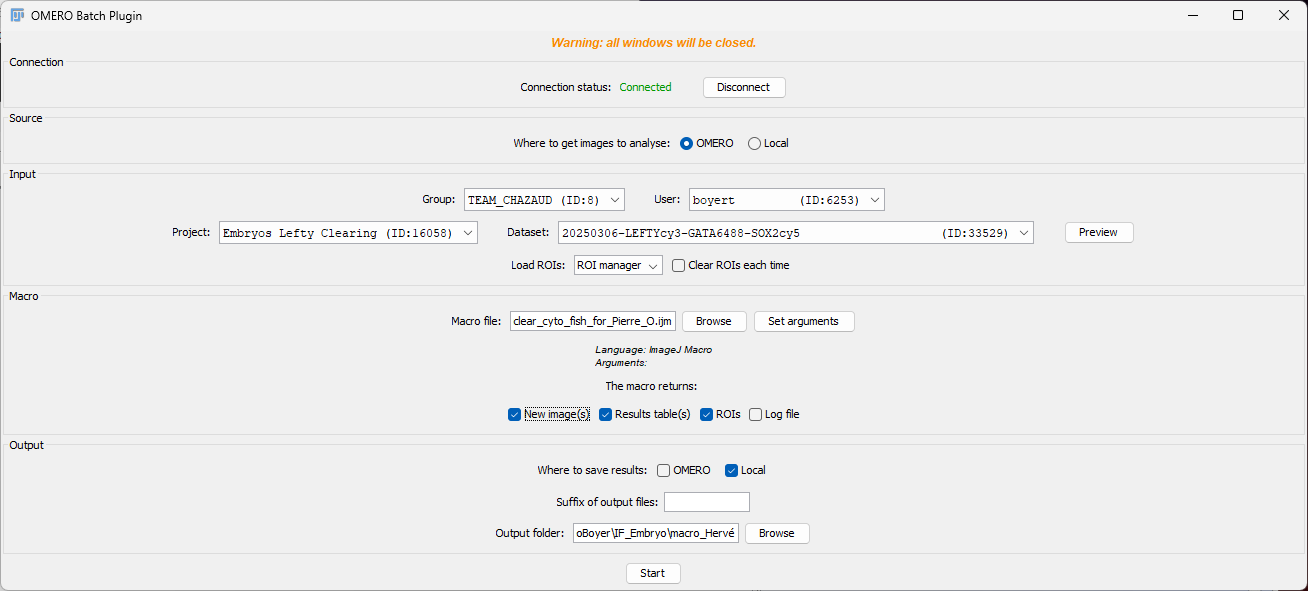 OMERO Batch Plugin
Warning: all windows will be closed.
Connection
Connection status: Connected Disconnect
Source
Where to get images to analyse: OMERO Local
Input
Group: TEAM_CHAZAUD (ID:8) User: boyert (ID:6253)
Project: Embryos Lefty Clearing (ID:16058) Dataset: 20250306-LEFTYcy3-GATA6488-SOX2cy5 (ID:33529) Preview
Load ROIs: ROI manager Clear ROIs each time
Macro
Macro file: clear_cyto_fish_for_Pierre_O.ijm Browse Set arguments
Language: ImageJ Macro
Arguments:
The macro returns:
New image(s) Results table(s) ROIs Log file
Output
Where to save results: OMERO Local
Suffix of output files:
Output folder: oBoyer\IF_Embryo\macro_Hervé Browse
Start